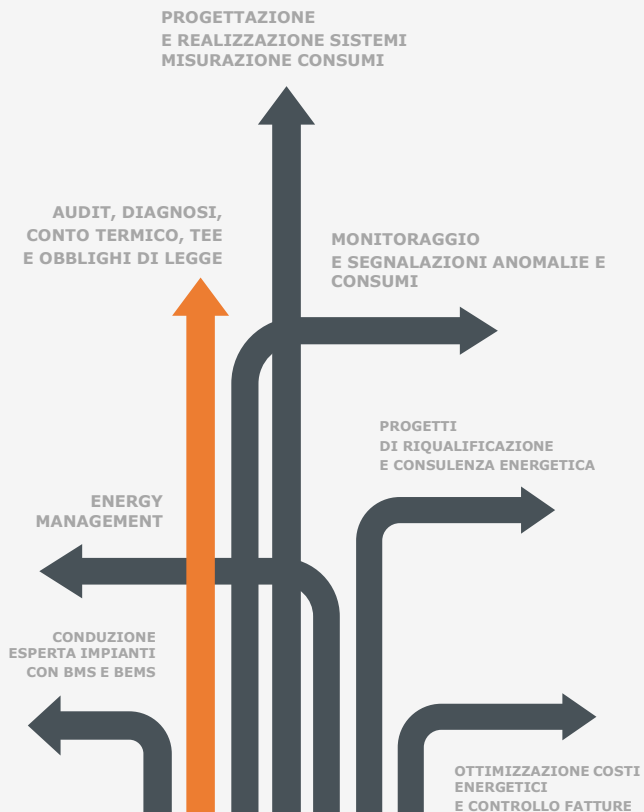 PROGETTAZIONE
E REALIZZAZIONE SISTEMI
MISURAZIONE CONSUMI
AUDIT, DIAGNOSI,
CONTO TERMICO, TEE
E OBBLIGHI DI LEGGE
MONITORAGGIO
E SEGNALAZIONI ANOMALIE E
CONSUMI
PROGETTI
DI RIQUALIFICAZIONE
E CONSULENZA ENERGETICA
ENERGY
MANAGEMENT
CONDUZIONE
ESPERTA IMPIANTI
CON BMS E BEMS
OTTIMIZZAZIONE COSTI
ENERGETICI
E CONTROLLO FATTURE